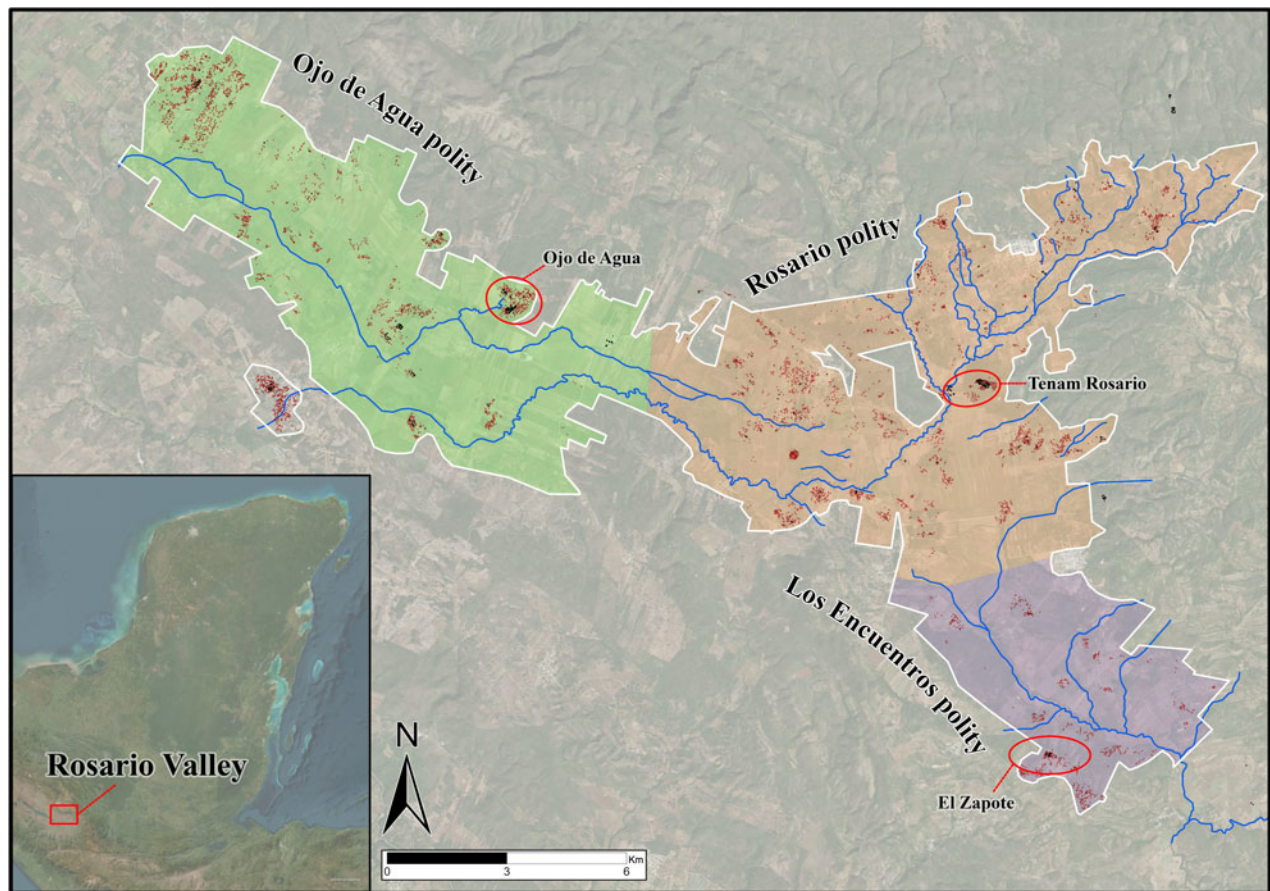 Ojo de Agua polity
Rosario polity
Ojo de Agua
Tenam Rosario
Los Encuentros polity
El Zapote
Rosario Valley
N
Km
0 3 6